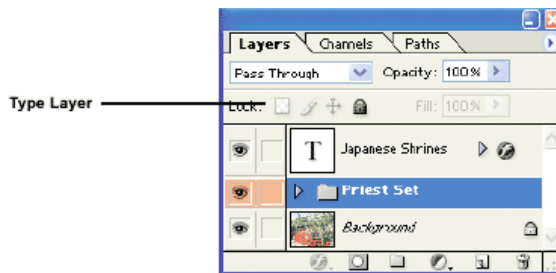 Layers Channels Paths
Pass Through Opacity: 100%
Type Layer
Lock: Fill: 100%
T Japanese Shrines
Priest Set
Background